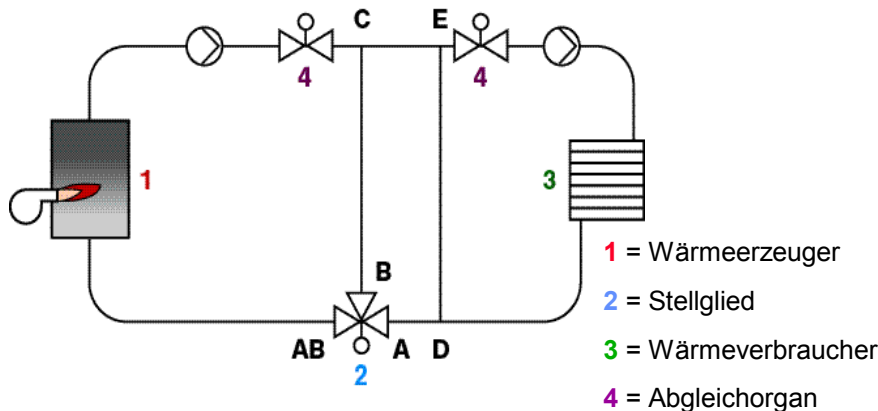 C E
4 4
1 3
B
AB A D
2
1 = Wärmeerzeuger
2 = Stellglied
3 = Wärmeverbraucher
4 = Abgleichorgan